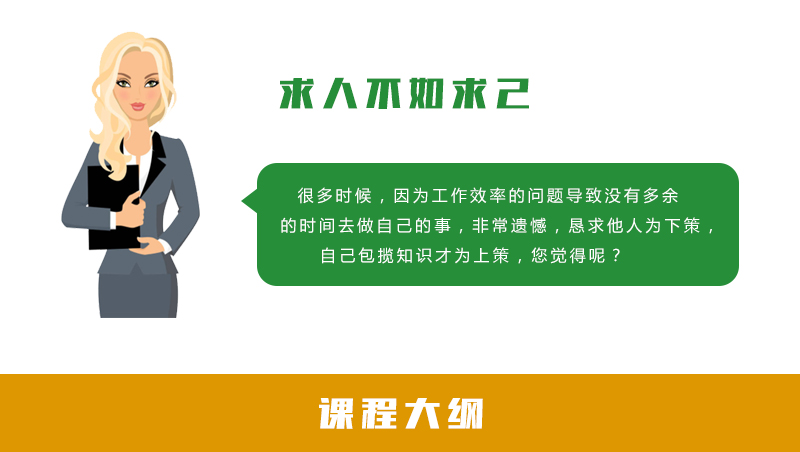 求人不如求己
很多时候，因为工作效率的问题导致没有多余
的时间去做自己的事，非常遗憾，恳求他人为下策，
自己包揽知识才为上策，您觉得呢？
课程大纲